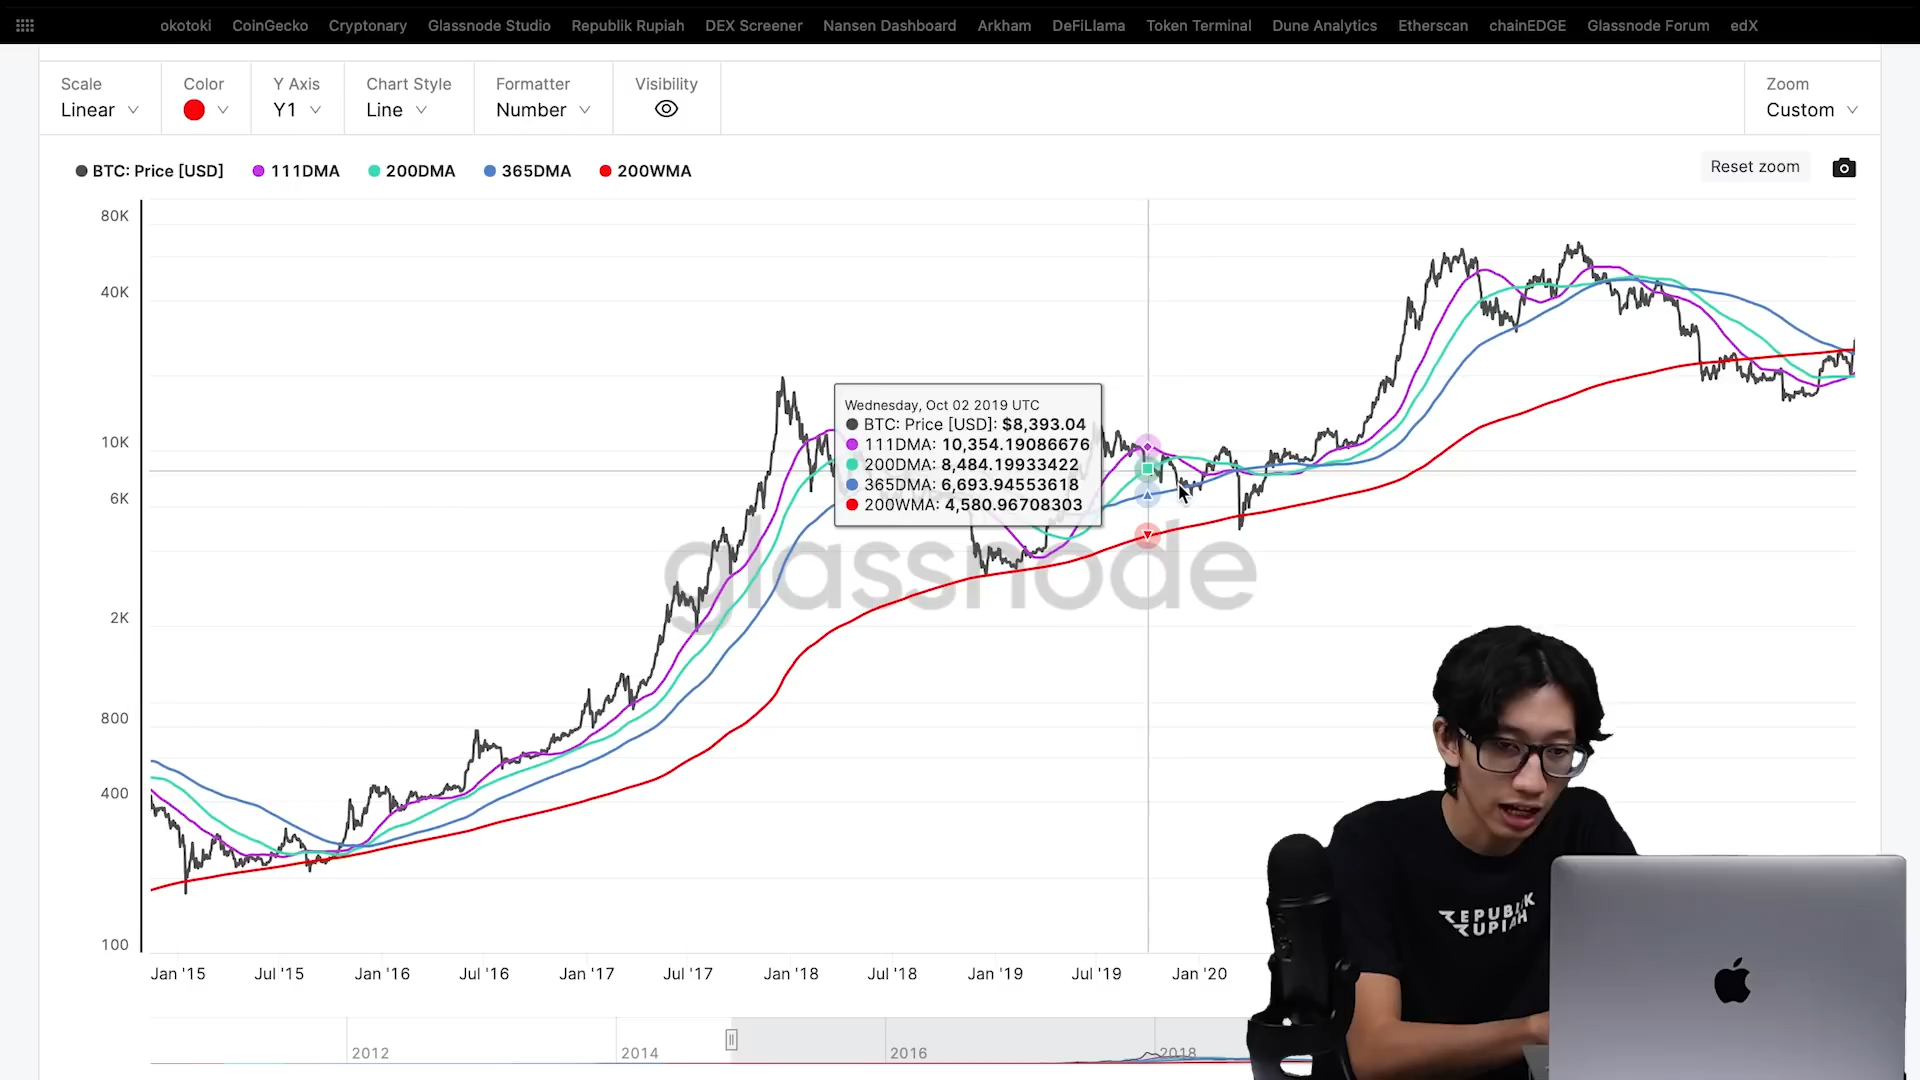 okotoki CoinGecko Cryptonary Glassnode Studio Republik Rupiah DEX Screener Nansen Dashboard Arkham DeFiLlama Token Terminal Dune Analytics Etherscan chainEDGE Glassnode Forum edX
Scale Color Y Axis Chart Style Formatter Visibility Zoom
Linear Y1 Line Number Custom
BTC: Price [USD] 111DMA 200DMA 365DMA 200WMA Reset zoom
80K
40K
10K
6K
2K
800
400
100
Wednesday, Oct 02 2019 UTC
BTC: Price [USD]: $8,393.04
111DMA: 10,354.19086676
200DMA: 8,484.19933422
365DMA: 6,693.94553618
200WMA: 4,580.96708303
glassnode
REPUBLIK
RUPIAH
Jan '15 Jul '15 Jan '16 Jul '16 Jan '17 Jul '17 Jan '18 Jul '18 Jan '19 Jul '19 Jan '20
2012 2014 2016 2018